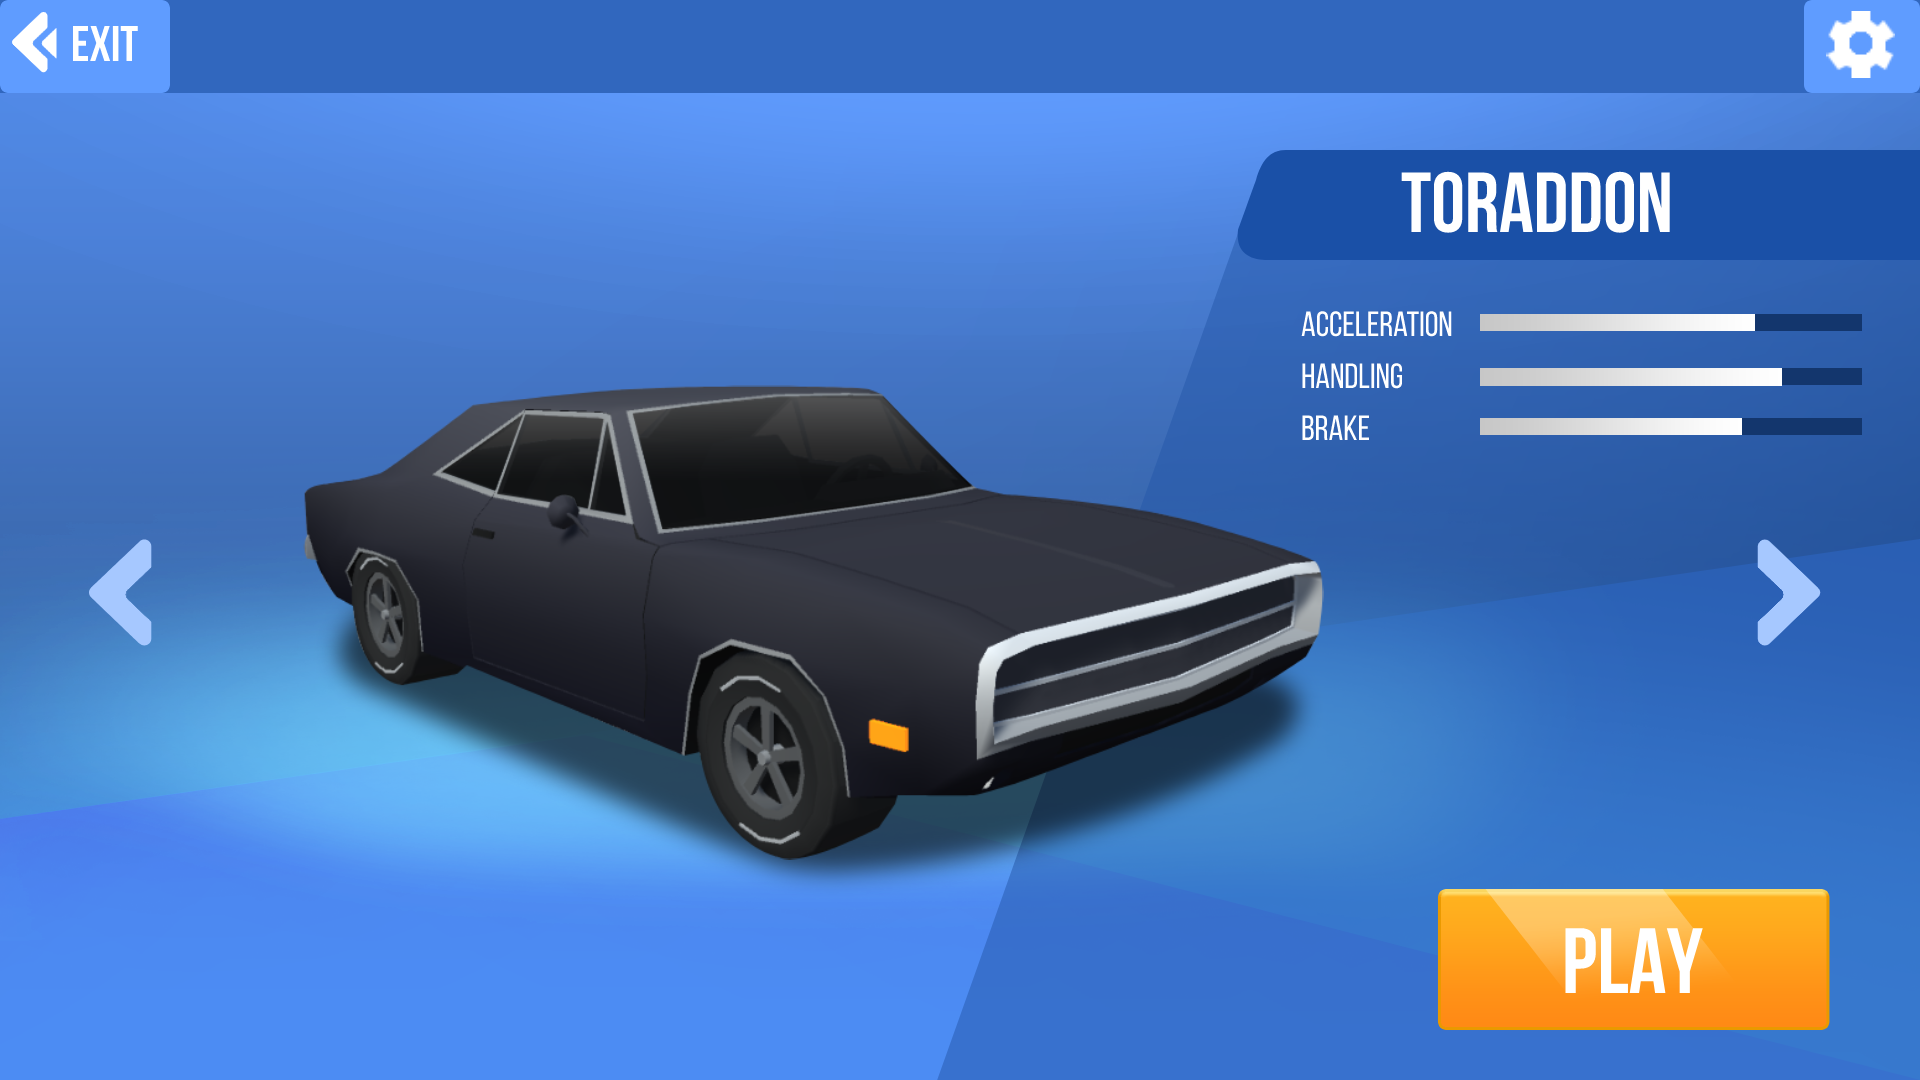 EXIT
TORADDON
ACCELERATION
HANDLING
BRAKE
PLAY